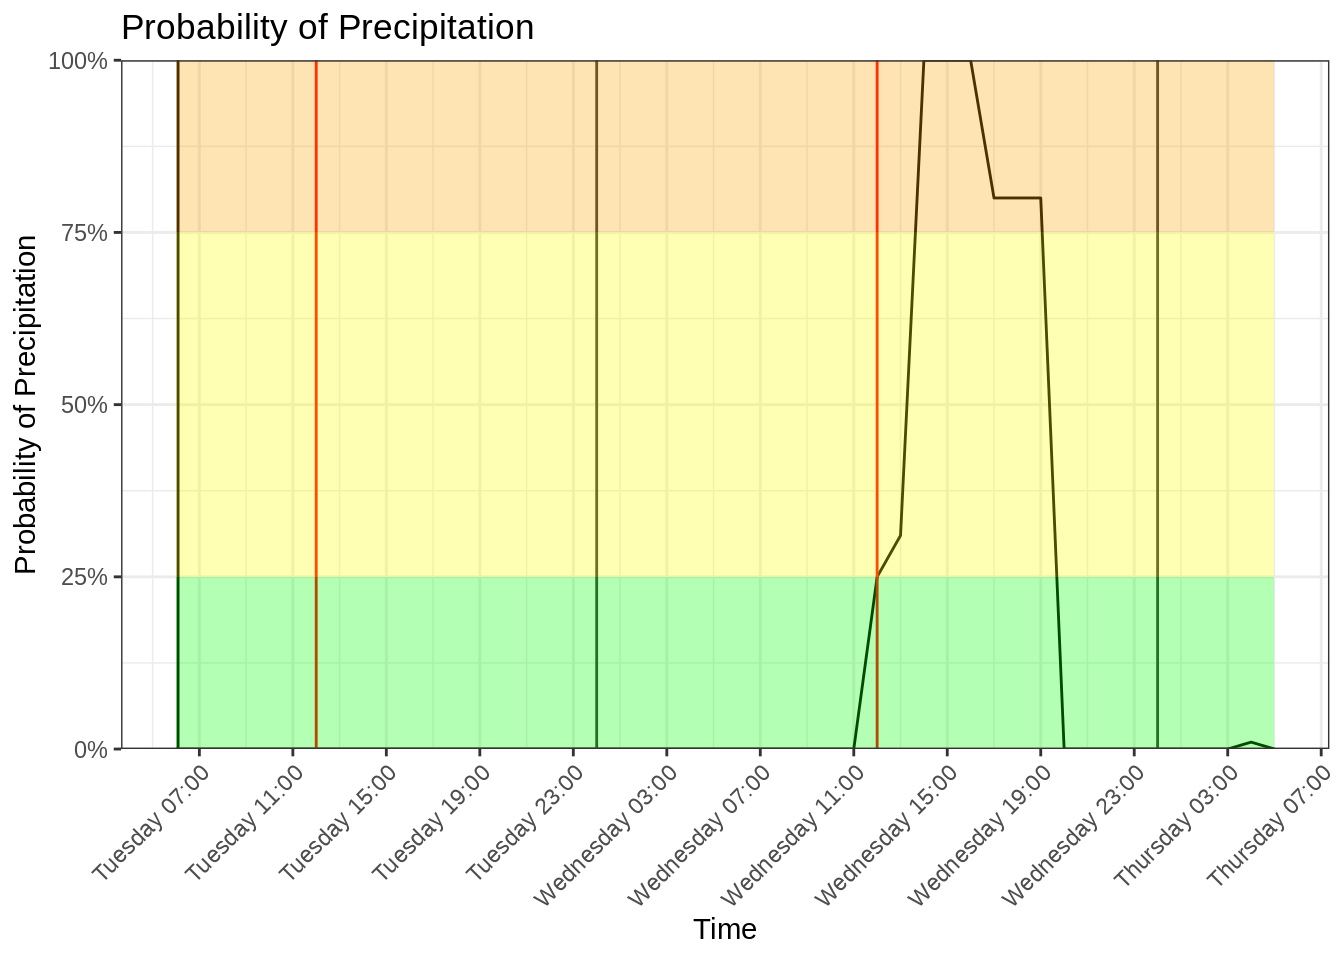 Probability of Precipitation
Probability of Precipitation
100%
75%
50%
25%
0%
Tuesday 07:00
Tuesday 11:00
Tuesday 15:00
Tuesday 19:00
Tuesday 23:00
Wednesday 03:00
Wednesday 07:00
Wednesday 11:00
Wednesday 15:00
Wednesday 19:00
Wednesday 23:00
Thursday 03:00
Thursday 07:00
Time